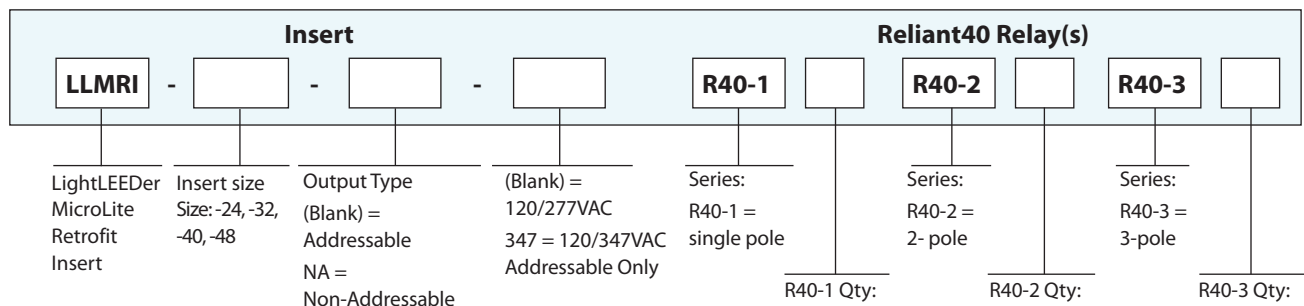 Insert
Reliant40 Relay(s)
LLMRI - - - R40-1 R40-2 R40-3
LightLEEDer
MicroLite
Retrofit
Insert
Insert size
Size: -24, -32,
-40, -48
Output Type
(Blank) =
Addressable
NA =
Non-Addressable
(Blank) =
120/277VAC
347 = 120/347VAC
Addressable Only
Series:
R40-1 =
single pole
R40-1 Qty:
Series:
R40-2 =
2- pole
R40-2 Qty:
Series:
R40-3 =
3-pole
R40-3 Qty: